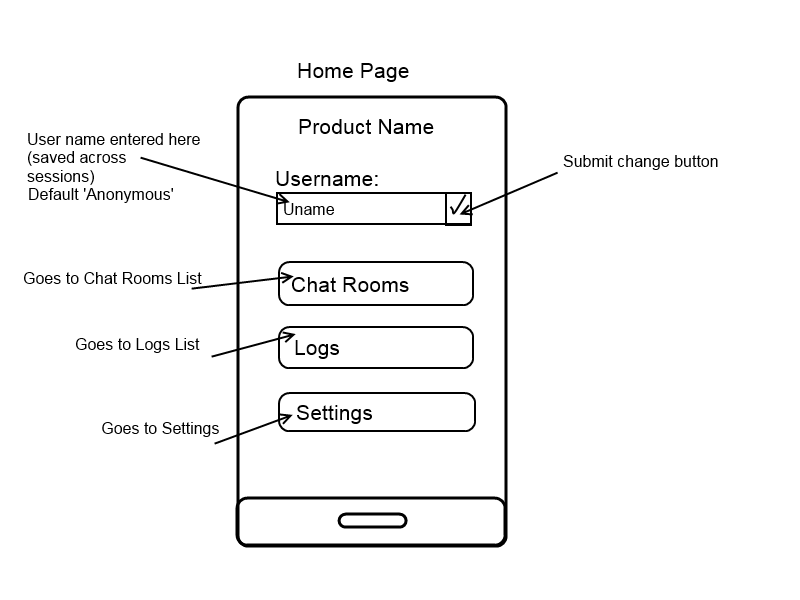 Home Page
Product Name
User name entered here
(saved across
sessions)
Default 'Anonymous'
Submit change button
Username:
Uname
Goes to Chat Rooms List
Chat Rooms
Goes to Logs List
Logs
Goes to Settings
Settings